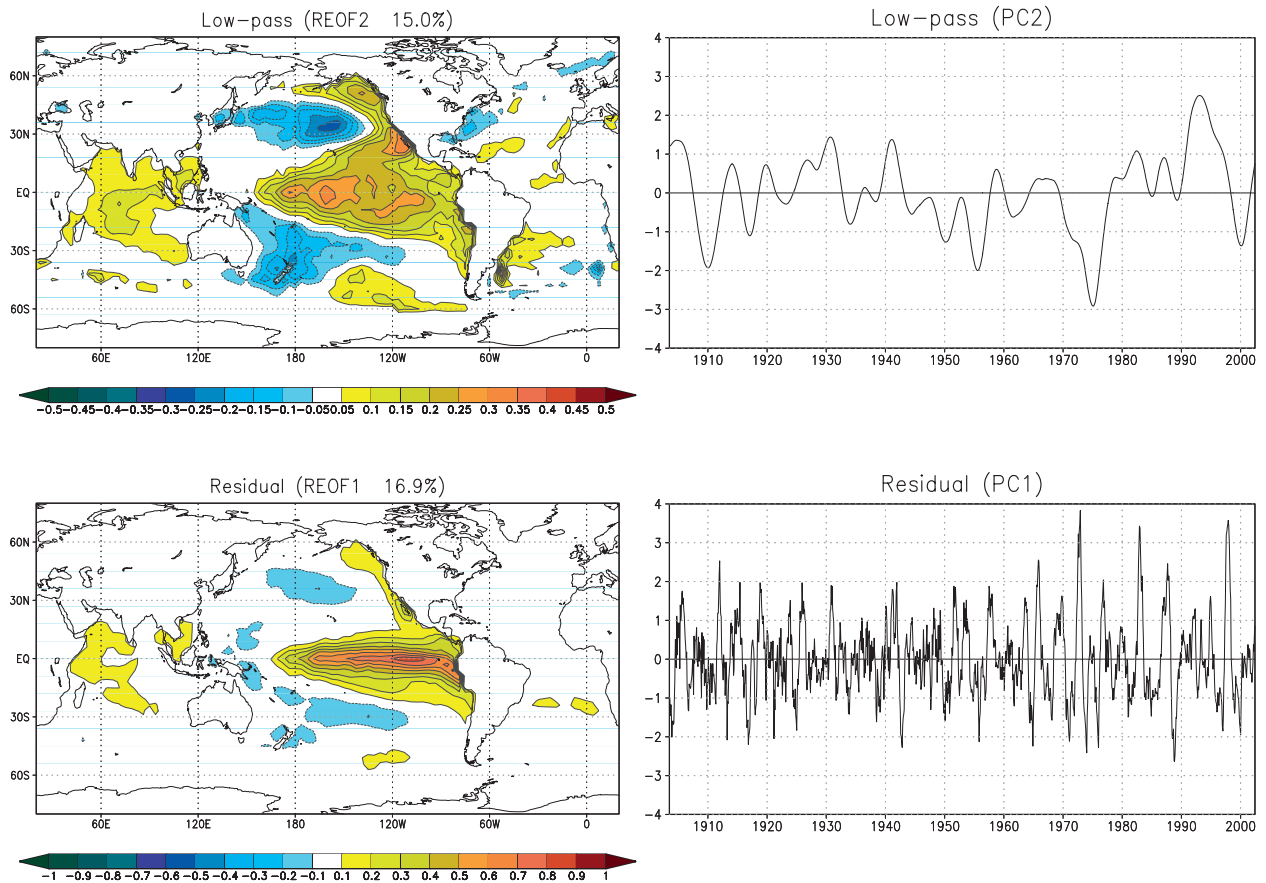 Low-pass (REOF2 15.0%)
Low-pass (PC2)
60N
30N
EQ
30S
60S
60E 120E 180 120W 60W 0
-0.5-0.45-0.4-0.35-0.3-0.25-0.2-0.15-0.1-0.050.05 0.1 0.15 0.2 0.25 0.3 0.35 0.4 0.45 0.5
4
3
2
1
0
-1
-2
-3
-4
1910 1920 1930 1940 1950 1960 1970 1980 1990 2000
Residual (REOF1 16.9%)
Residual (PC1)
60N
30N
EQ
30S
60S
60E 120E 180 120W 60W 0
-1 -0.9-0.8-0.7-0.6-0.5-0.4-0.3-0.2-0.1 0.1 0.2 0.3 0.4 0.5 0.6 0.7 0.8 0.9 1
4
3
2
1
0
-1
-2
-3
-4
1910 1920 1930 1940 1950 1960 1970 1980 1990 2000